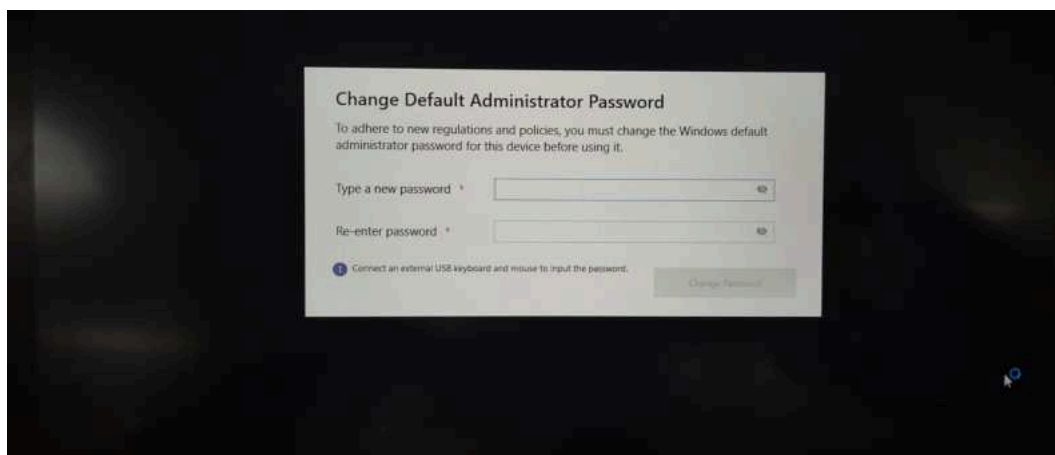 Change Default Administrator Password
To adhere to new regulations and policies, you must change the Windows default
administrator password for this device before using it.
Type a new password *
Re-enter password *
Connect an external USB keyboard and mouse to input the password.
Change Password